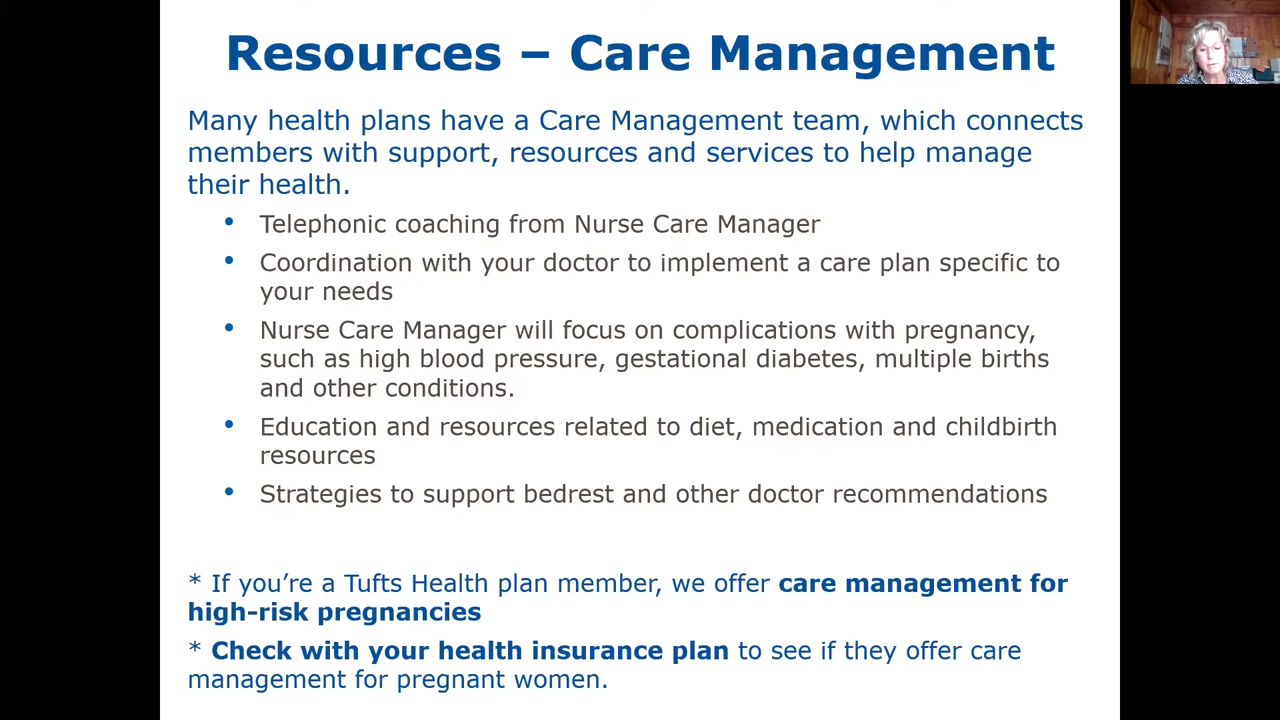 Resources – Care Management
Many health plans have a Care Management team, which connects
members with support, resources and services to help manage
their health.
• Telephonic coaching from Nurse Care Manager
• Coordination with your doctor to implement a care plan specific to
your needs
• Nurse Care Manager will focus on complications with pregnancy,
such as high blood pressure, gestational diabetes, multiple births
and other conditions.
• Education and resources related to diet, medication and childbirth
resources
• Strategies to support bedrest and other doctor recommendations
* If you’re a Tufts Health plan member, we offer care management for
high-risk pregnancies
* Check with your health insurance plan to see if they offer care
management for pregnant women.